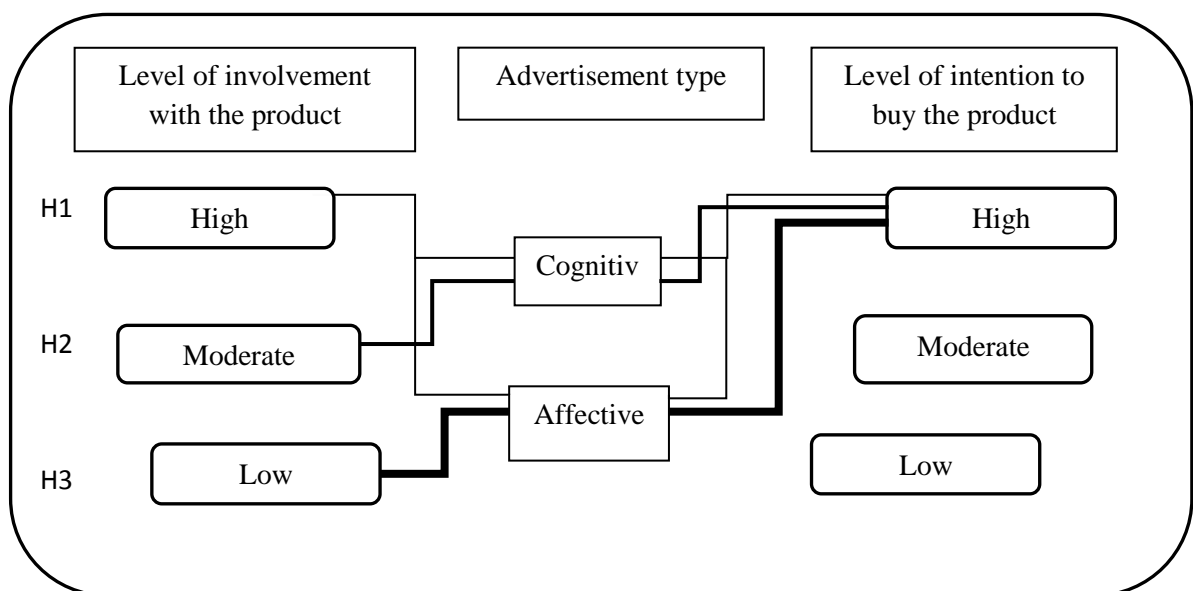 Level of involvement
with the product
Advertisement type
Level of intention to
buy the product
H1
High
Cognitiv
High
H2
Moderate
Moderate
Affective
H3
Low
Low